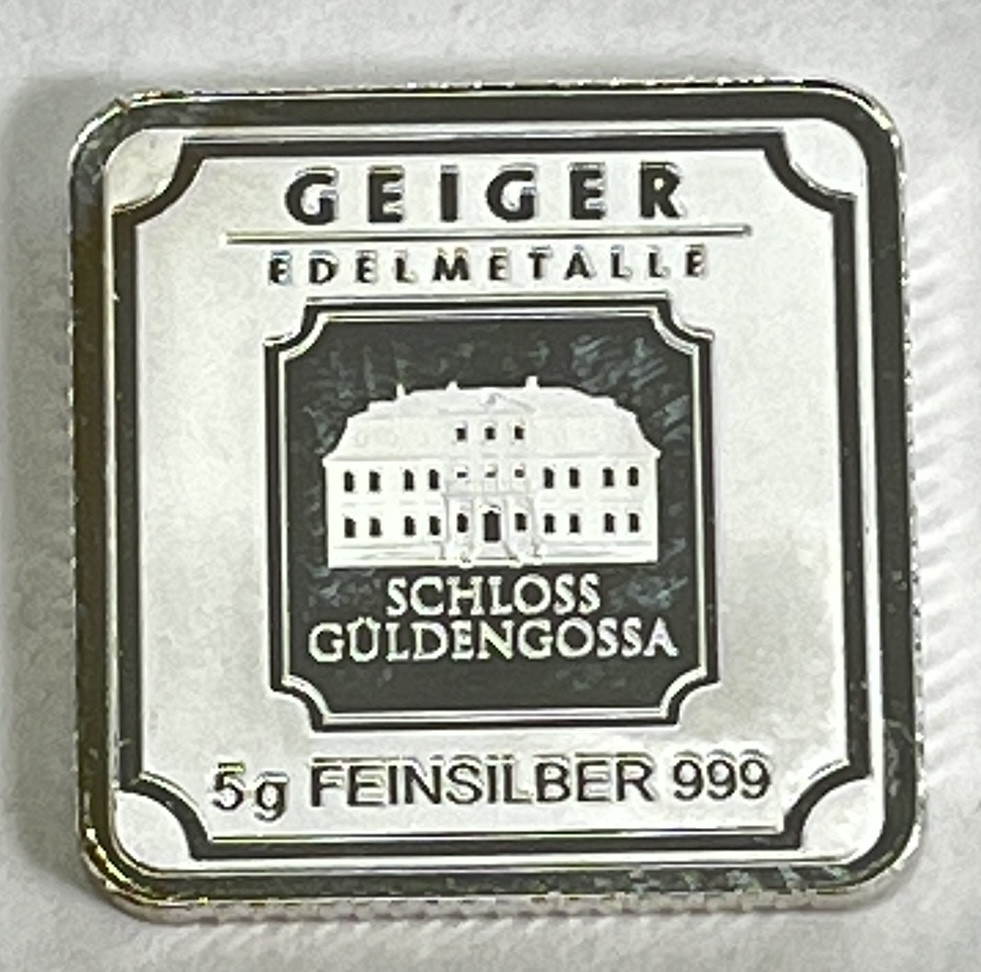 GEIGER
EDELMETALLE
SCHLOSS
GÜLDENGOSSA
5g FEINSILBER 999